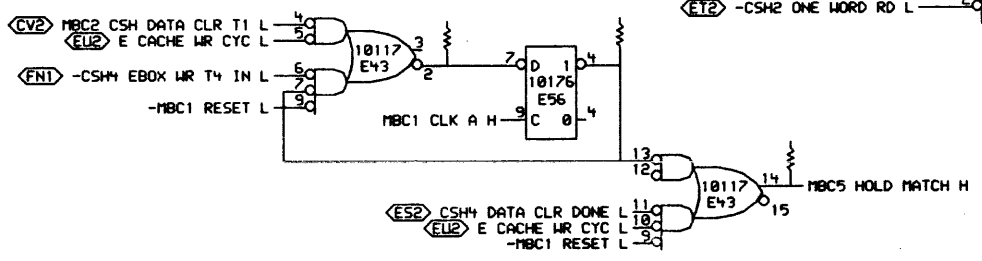 ET2 -CSH2 ONE WORD RD L
CV2 MBC2 CSH DATA CLR T1 L 4
EU2 E CACHE WR CYC L 5
10117
E43
3
2
FN1 -CSH4 EBOX WR T4 IN L 6
7
-MBC1 RESET L 9
7 D 1 4
10176
E56
MBC1 CLK A H 9 C 0 4
13
12
10117
E43
14 MBC5 HOLD MATCH H
15
ES2 CSH4 DATA CLR DONE L 11
EU2 E CACHE WR CYC L 10
-MBC1 RESET L 9